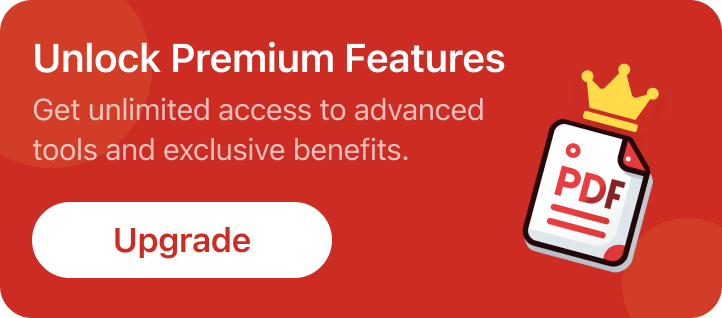 Unlock Premium Features
Get unlimited access to advanced
tools and exclusive benefits.
PDF
Upgrade